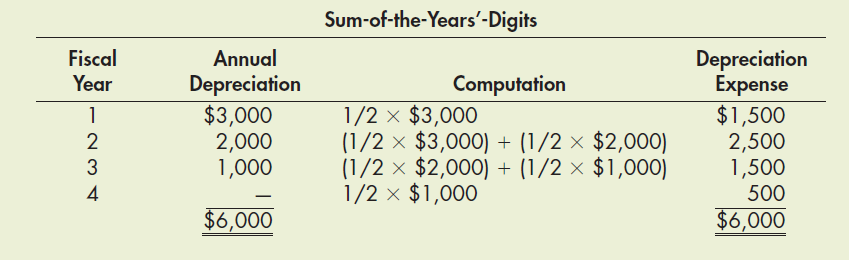 Sum-of-the-Years'-Digits
Fiscal Annual Depreciation
Year Depreciation Computation Expense
1 $3,000 1/2 × $3,000 $1,500
2 2,000 (1/2 × $3,000) + (1/2 × $2,000) 2,500
3 1,000 (1/2 × $2,000) + (1/2 × $1,000) 1,500
4 — 1/2 × $1,000 500
$6,000 $6,000